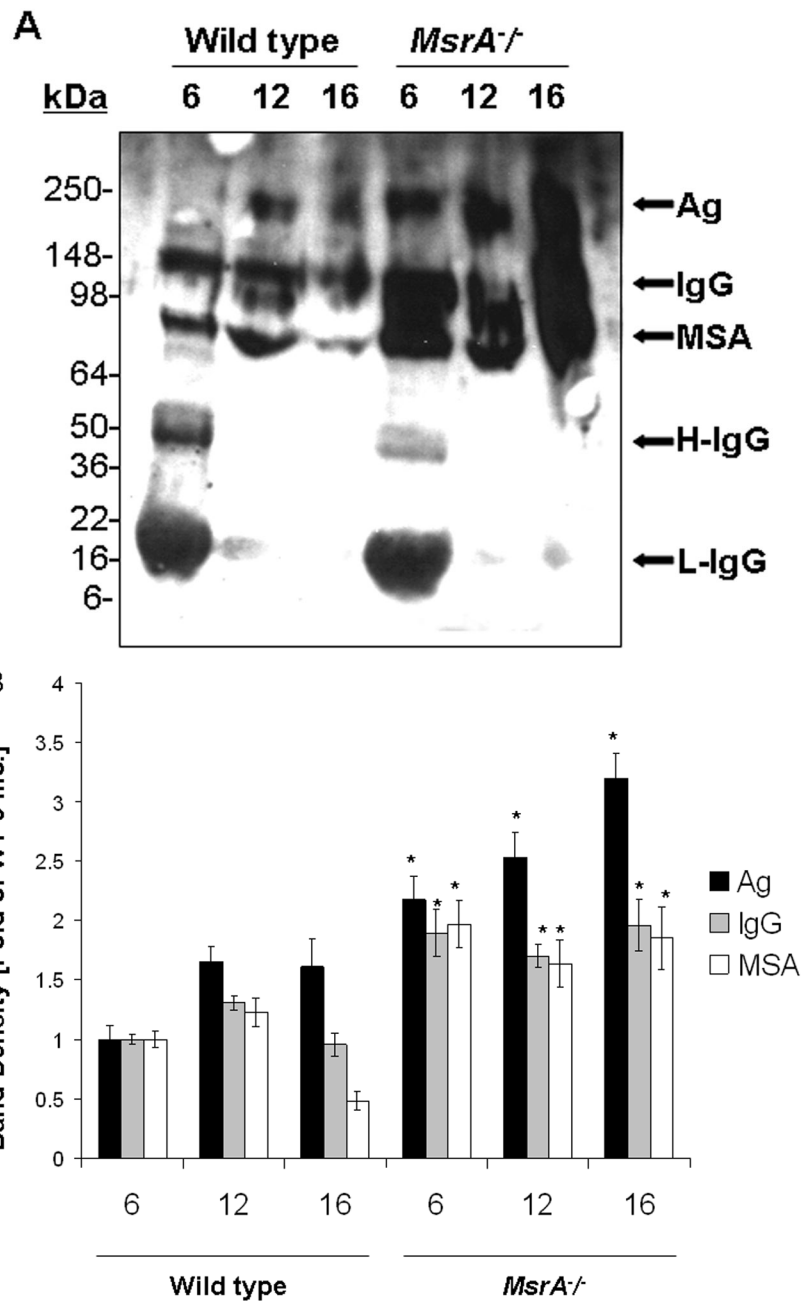 A
Wild type MsrA-/-
kDa 6 12 16 6 12 16
250-
148-
98-
64-
50-
36-
22-
16-
6-
Ag
IgG
MSA
H-IgG
L-IgG
4
3.5
3
2.5
2
1.5
1
0.5
0
* * * * * * * * *
Ag
IgG
MSA
6 12 16 6 12 16
Wild type MsrA-/-